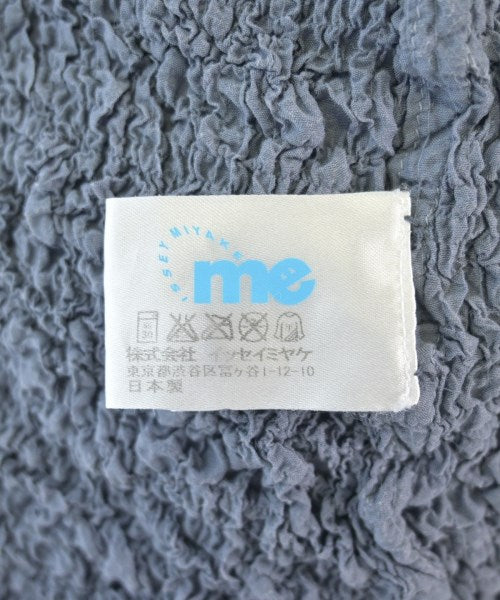 ISSEY MIYAKE
me
株式会社 イッセイミヤケ
東京都渋谷区富ヶ谷1-12-10
日本製